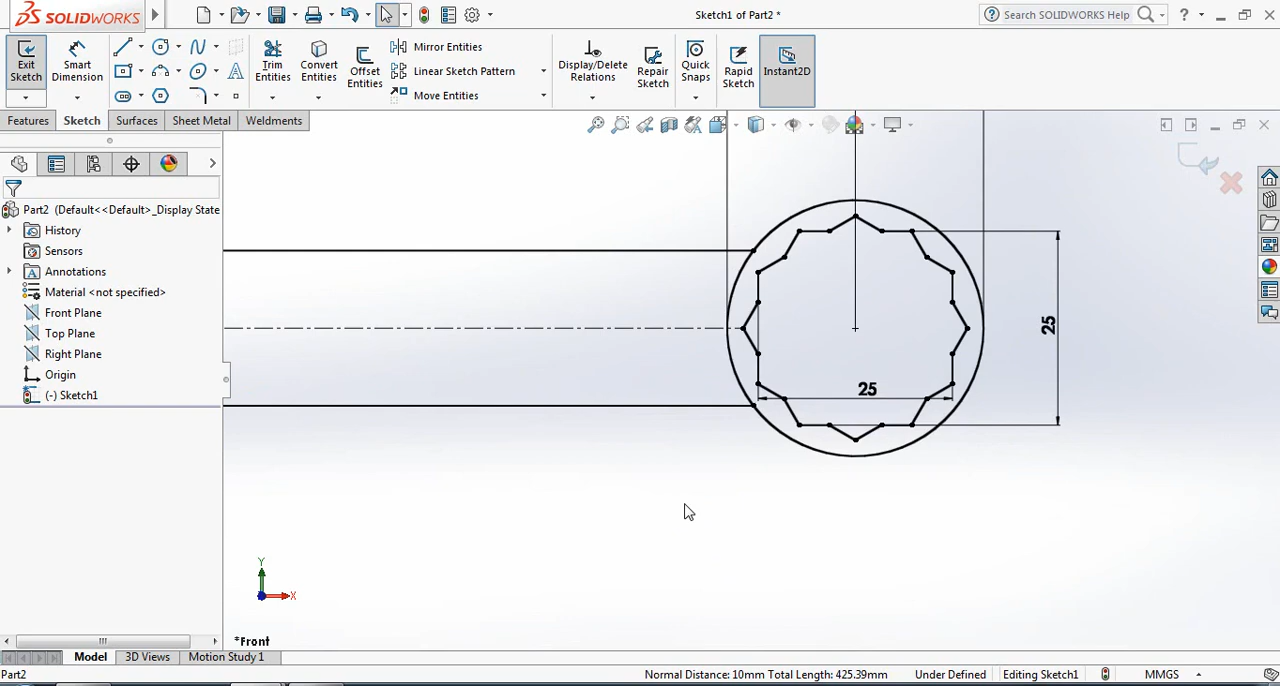 SOLIDWORKS
Sketch1 of Part2 *
Search SOLIDWORKS Help
?
Exit Sketch
Smart Dimension
Trim Entities
Convert Entities
Offset Entities
Mirror Entities
Linear Sketch Pattern
Move Entities
Display/Delete Relations
Repair Sketch
Quick Snaps
Rapid Sketch
Instant2D
Features
Sketch
Surfaces
Sheet Metal
Weldments
Part2 (Default<<Default>_Display State
History
Sensors
Annotations
Material <not specified>
Front Plane
Top Plane
Right Plane
Origin
(-) Sketch1
25
25
Y
X
*Front
Model
3D Views
Motion Study 1
Part2
Normal Distance: 10mm Total Length: 425.39mm
Under Defined
Editing Sketch1
MMGS